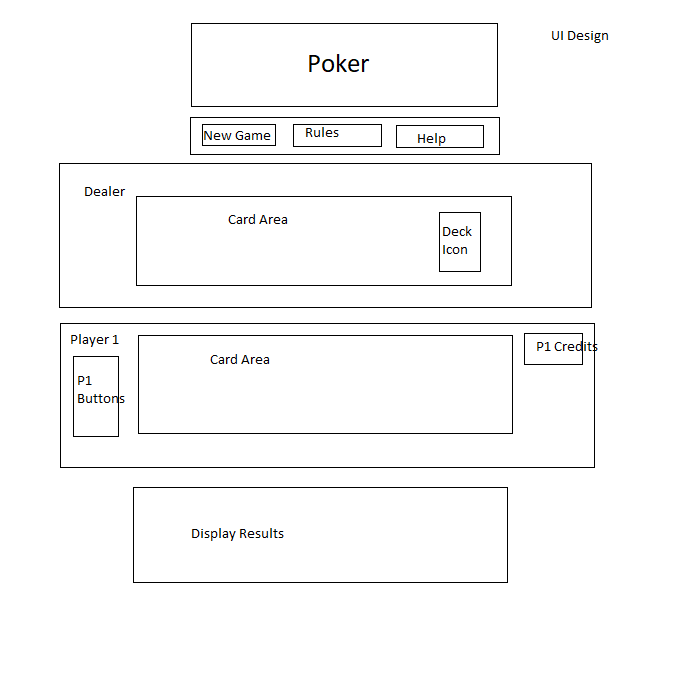 UI Design
Poker
New Game
Rules
Help
Dealer
Card Area
Deck
Icon
Player 1
P1 Credits
Card Area
P1
Buttons
Display Results